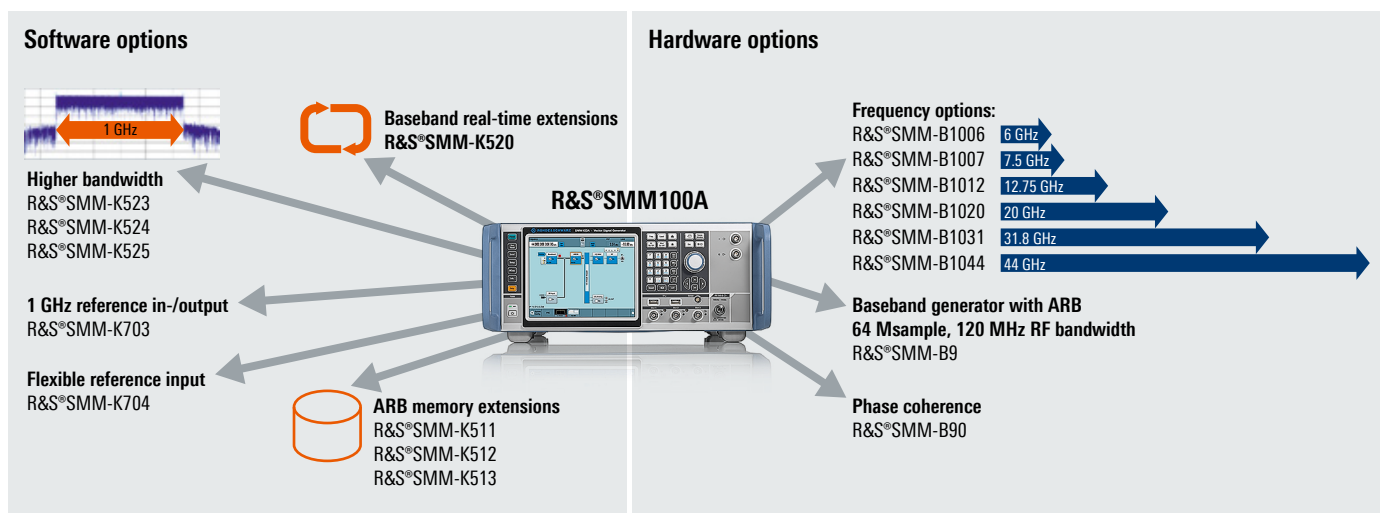 Software options
1 GHz
Higher bandwidth
R&S®SMM-K523
R&S®SMM-K524
R&S®SMM-K525
Baseband real-time extensions
R&S®SMM-K520
1 GHz reference in-/output
R&S®SMM-K703
Flexible reference input
R&S®SMM-K704
ARB memory extensions
R&S®SMM-K511
R&S®SMM-K512
R&S®SMM-K513
R&S®SMM100A
Hardware options
Frequency options:
R&S®SMM-B1006 6 GHz
R&S®SMM-B1007 7.5 GHz
R&S®SMM-B1012 12.75 GHz
R&S®SMM-B1020 20 GHz
R&S®SMM-B1031 31.8 GHz
R&S®SMM-B1044 44 GHz
Baseband generator with ARB
64 Msample, 120 MHz RF bandwidth
R&S®SMM-B9
Phase coherence
R&S®SMM-B90